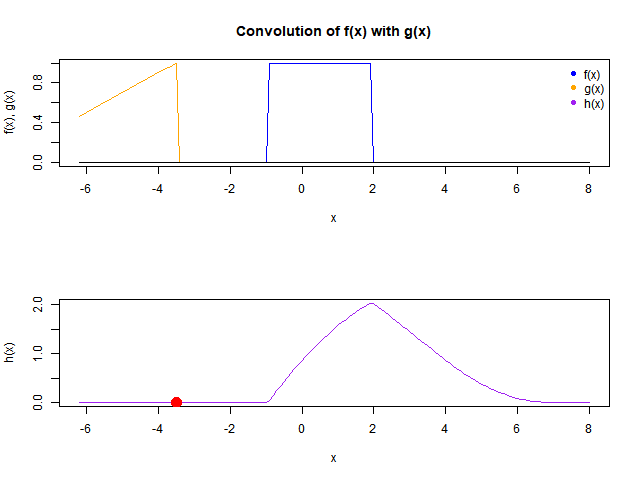 Convolution of f(x) with g(x)
f(x), g(x)
0.8
0.4
0.0
f(x)
g(x)
h(x)
-6 -4 -2 0 2 4 6 8
x
h(x)
2.0
1.0
0.0
-6 -4 -2 0 2 4 6 8
x